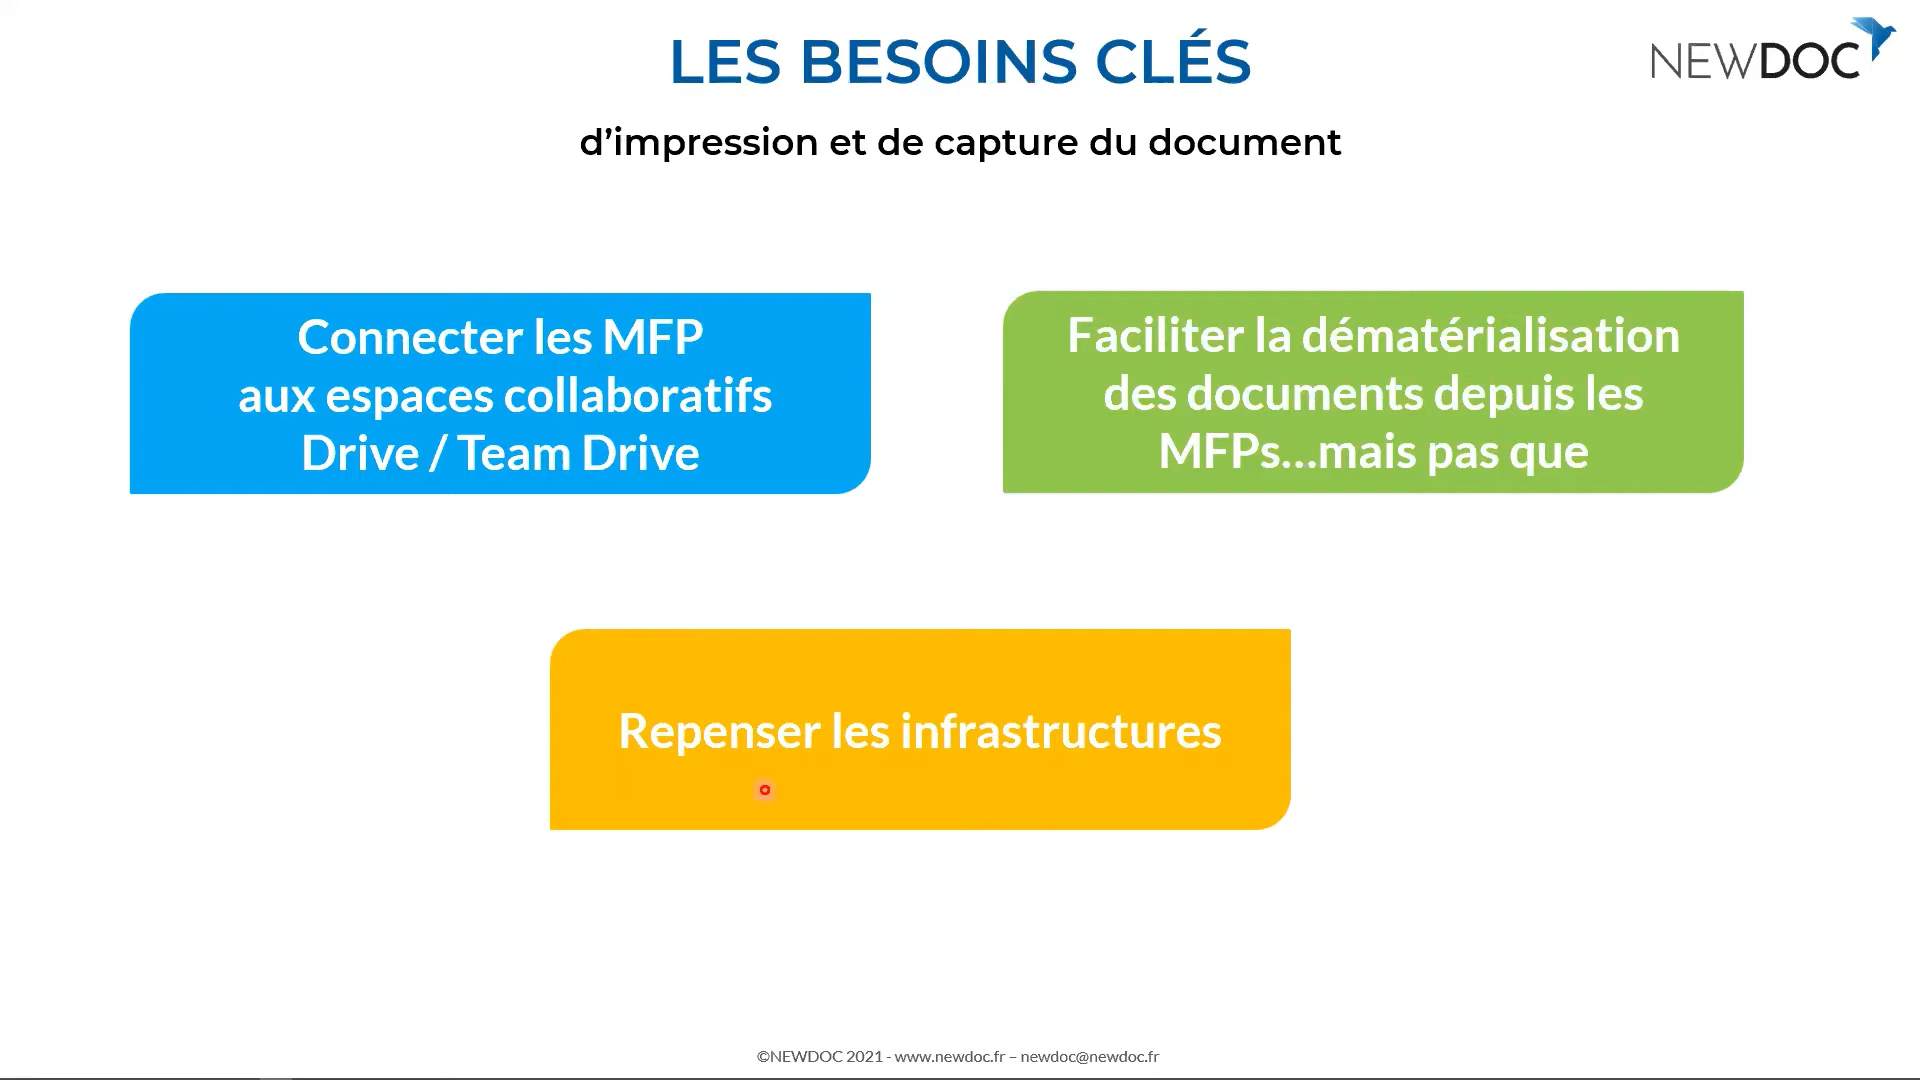 LES BESOINS CLÉS
NEWDOC
d’impression et de capture du document
Connecter les MFP
aux espaces collaboratifs
Drive / Team Drive
Faciliter la dématérialisation
des documents depuis les
MFPs...mais pas que
Repenser les infrastructures
©NEWDOC 2021 - www.newdoc.fr – newdoc@newdoc.fr